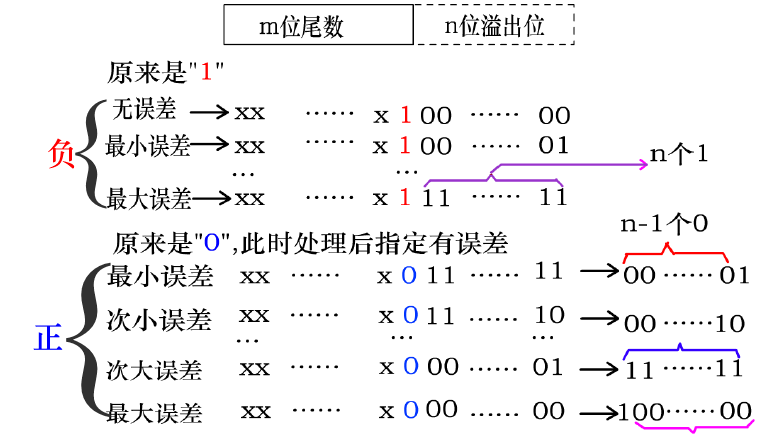 m位尾数 n位溢出位
原来是"1"
无误差 xx ...... x 1 00 ...... 00
最小误差 xx ...... x 1 00 ...... 01
负 ... ... n个1
最大误差 xx ...... x 1 11 ...... 11
n-1个0
原来是"0",此时处理后指定有误差
最小误差 xx ...... x 0 11 ...... 11 00 ...... 01
次小误差 xx ...... x 0 11 ...... 10 00 ......10
正 ... ... ...
次大误差 xx ...... x 0 00 ...... 01 11 ......11
最大误差 xx ...... x 0 00 ...... 00 100......00